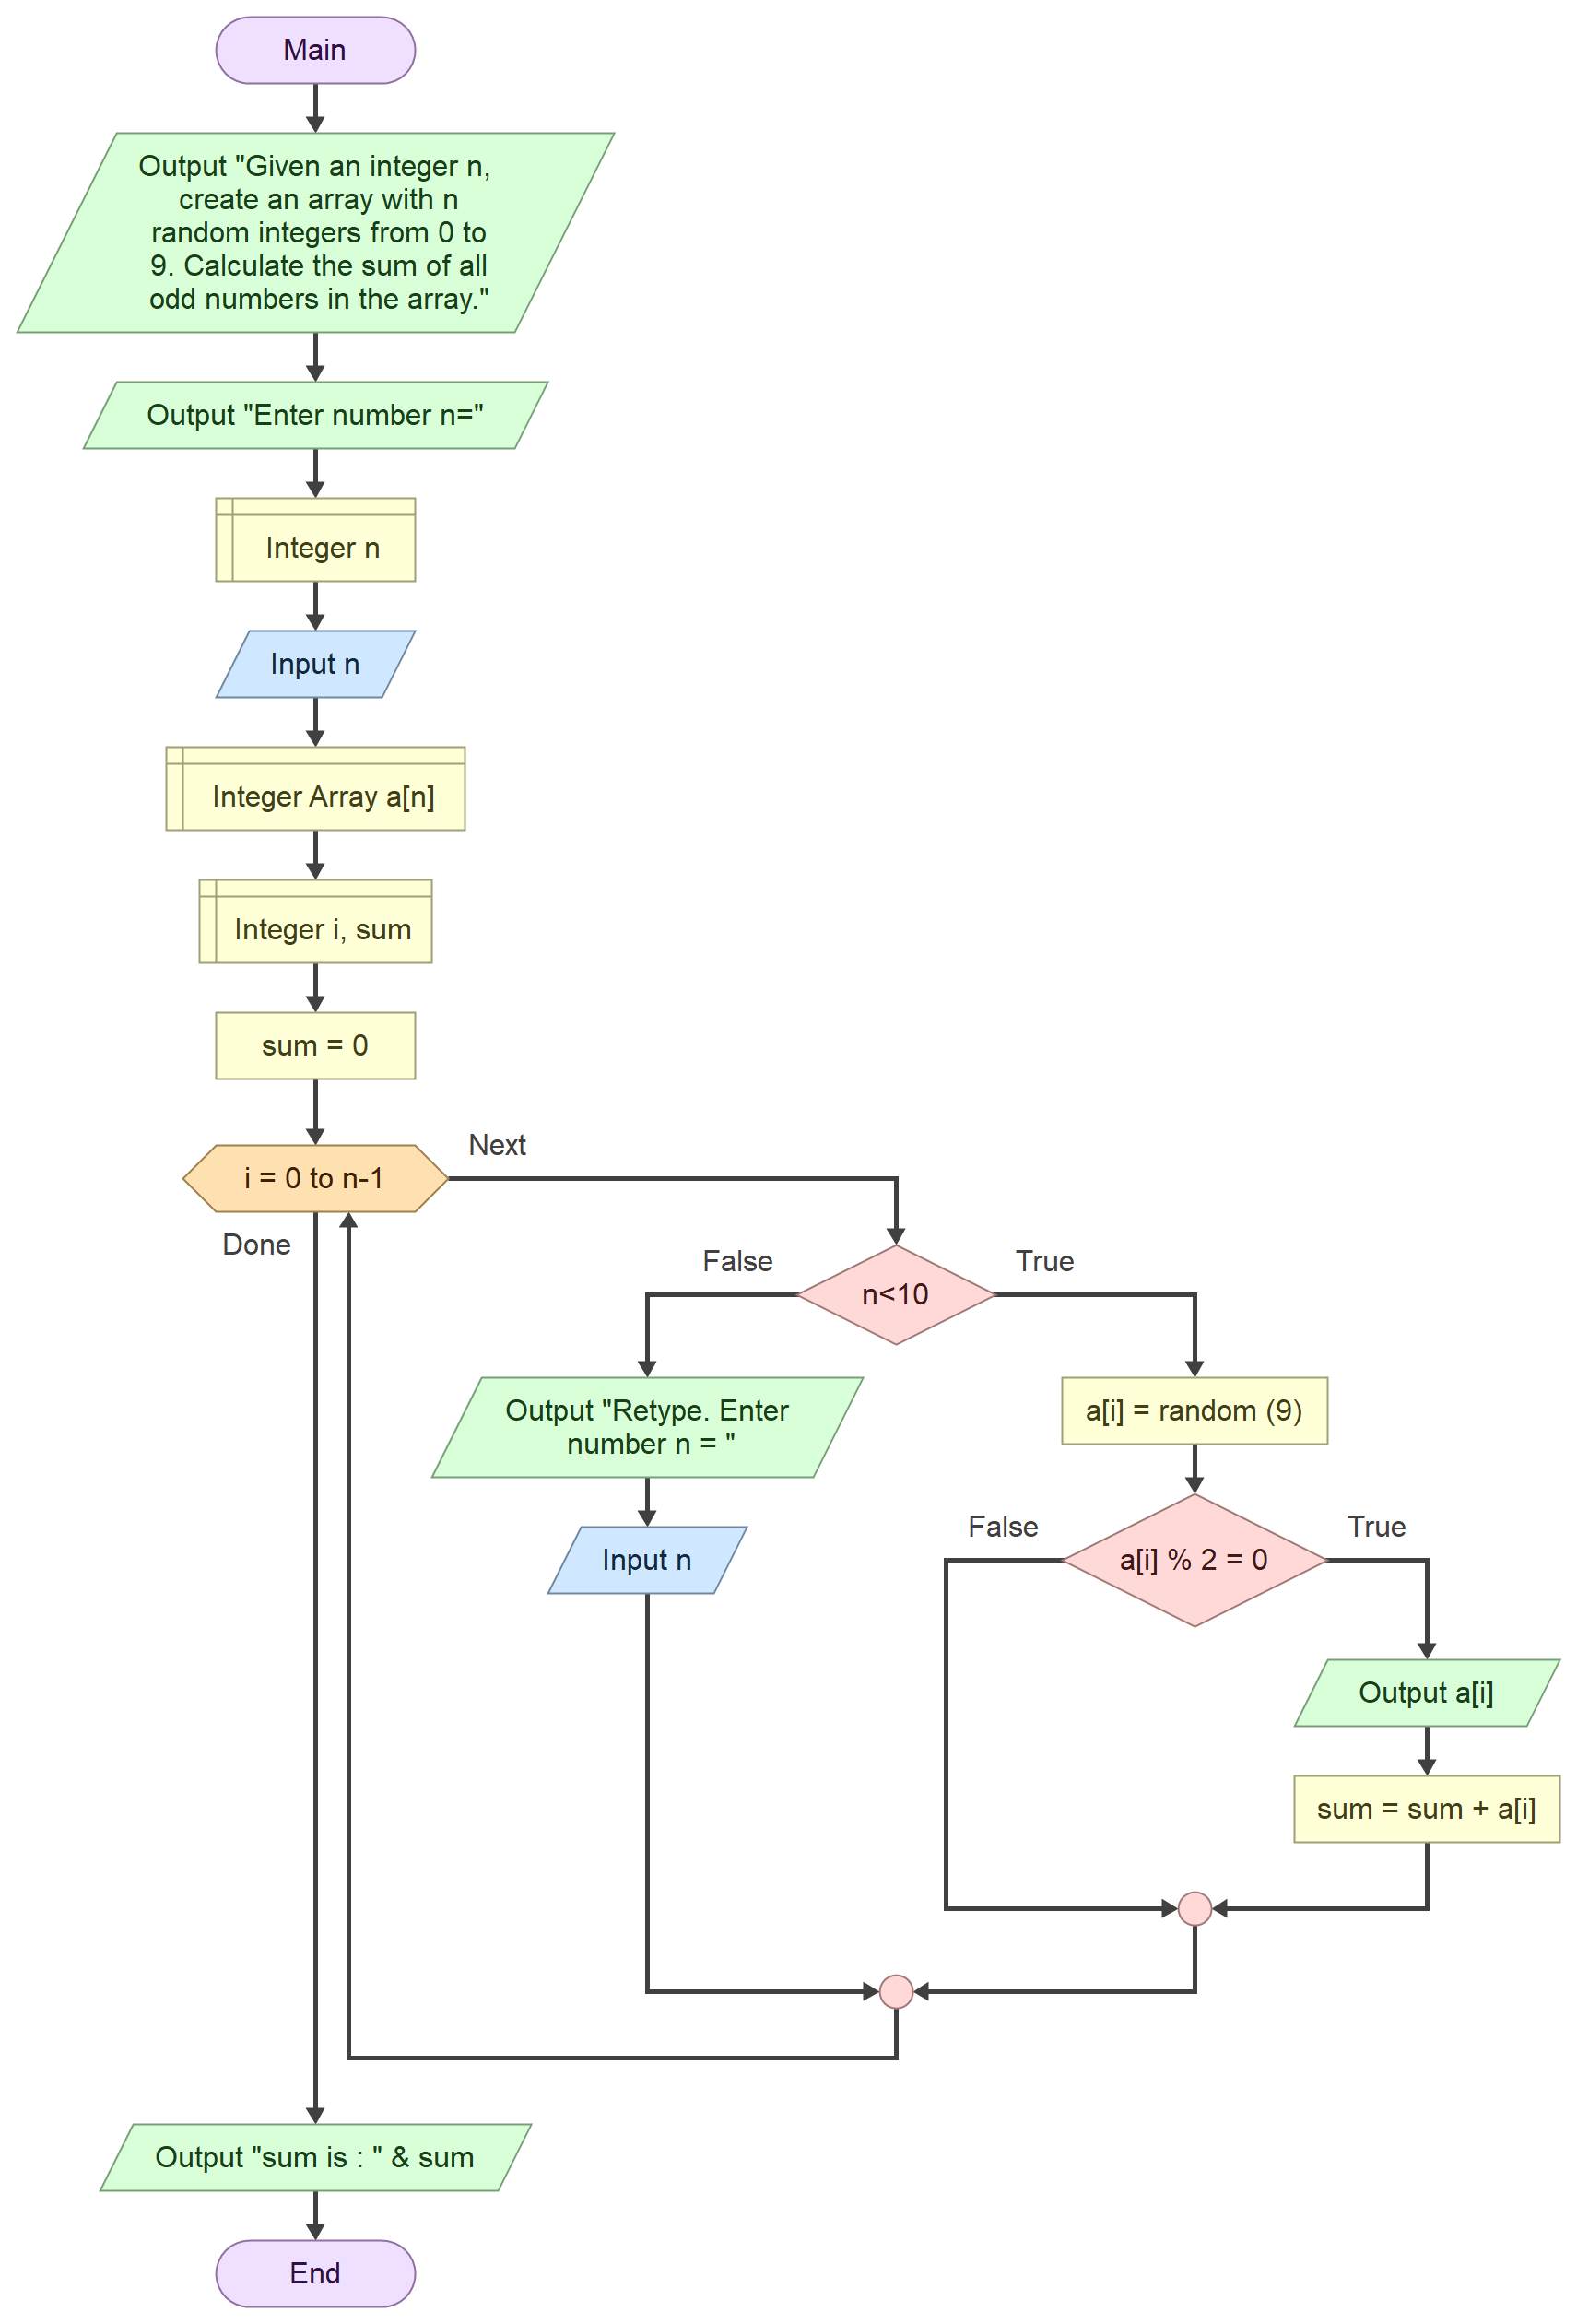 Main
Output "Given an integer n,
create an array with n
random integers from 0 to
9. Calculate the sum of all
odd numbers in the array."
Output "Enter number n="
Integer n
Input n
Integer Array a[n]
Integer i, sum
sum = 0
i = 0 to n-1
Next
Done
n<10
False
True
Output "Retype. Enter
number n = "
Input n
a[i] = random (9)
a[i] % 2 = 0
False
True
Output a[i]
sum = sum + a[i]
Output "sum is : " & sum
End